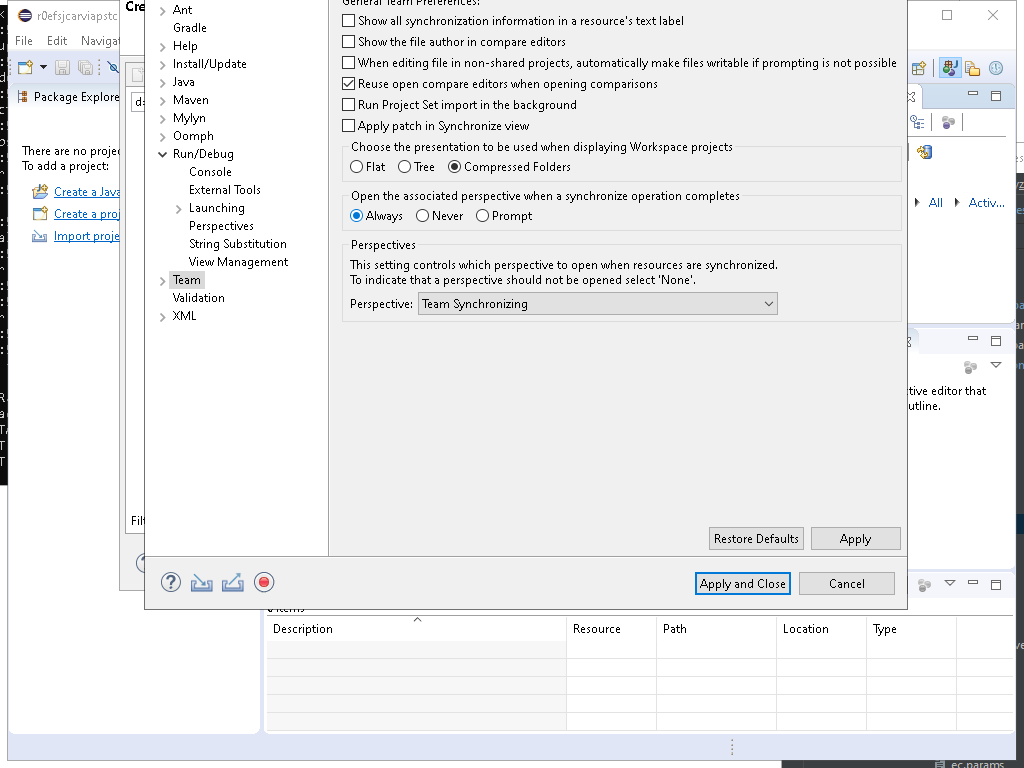 r0efsjcarviapstc
Cre
File Edit Navigat
Package Explore
There are no projec
To add a project:
Create a Java
Create a proj
Import proje
Filt
Ant
Gradle
Help
Install/Update
Java
Maven
Mylyn
Oomph
Run/Debug
Console
External Tools
Launching
Perspectives
String Substitution
View Management
Team
Validation
XML
General Team Preferences:
Show all synchronization information in a resource's text label
Show the file author in compare editors
When editing file in non-shared projects, automatically make files writable if prompting is not possible
Reuse open compare editors when opening comparisons
Run Project Set import in the background
Apply patch in Synchronize view
Choose the presentation to be used when displaying Workspace projects
Flat Tree Compressed Folders
Open the associated perspective when a synchronize operation completes
Always Never Prompt
Perspectives
This setting controls which perspective to open when resources are synchronized.
To indicate that a perspective should not be opened select 'None'.
Perspective: Team Synchronizing
Restore Defaults Apply
Apply and Close Cancel
All Activ...
tive editor that
utline.
0 items
Description Resource Path Location Type
ec.params